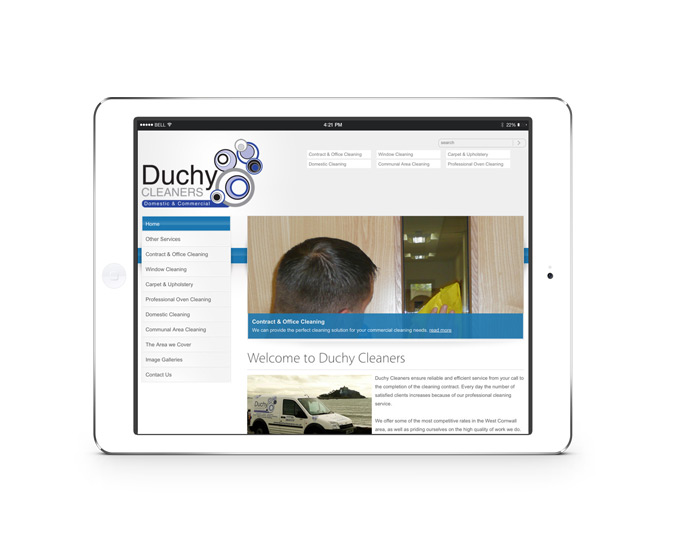 BELL
4:21 PM
22%
search
Contract & Office Cleaning
Window Cleaning
Carpet & Upholstery
Domestic Cleaning
Communal Area Cleaning
Professional Oven Cleaning
Duchy
CLEANERS
Domestic & Commercial
Home
Other Services
Contract & Office Cleaning
Window Cleaning
Carpet & Upholstery
Professional Oven Cleaning
Domestic Cleaning
Communal Area Cleaning
The Area we Cover
Image Galleries
Contact Us
Contract & Office Cleaning
We can provide the perfect cleaning solution for your commercial cleaning needs. read more
Welcome to Duchy Cleaners
Duchy
Duchy Cleaners ensure reliable and efficient service from your call to
the completion of the cleaning contract. Every day the number of
satisfied clients increases because of our professional cleaning
service.
We offer some of the most competitive rates in the West Cornwall
area, as well as priding ourselves on the high quality of work we do.